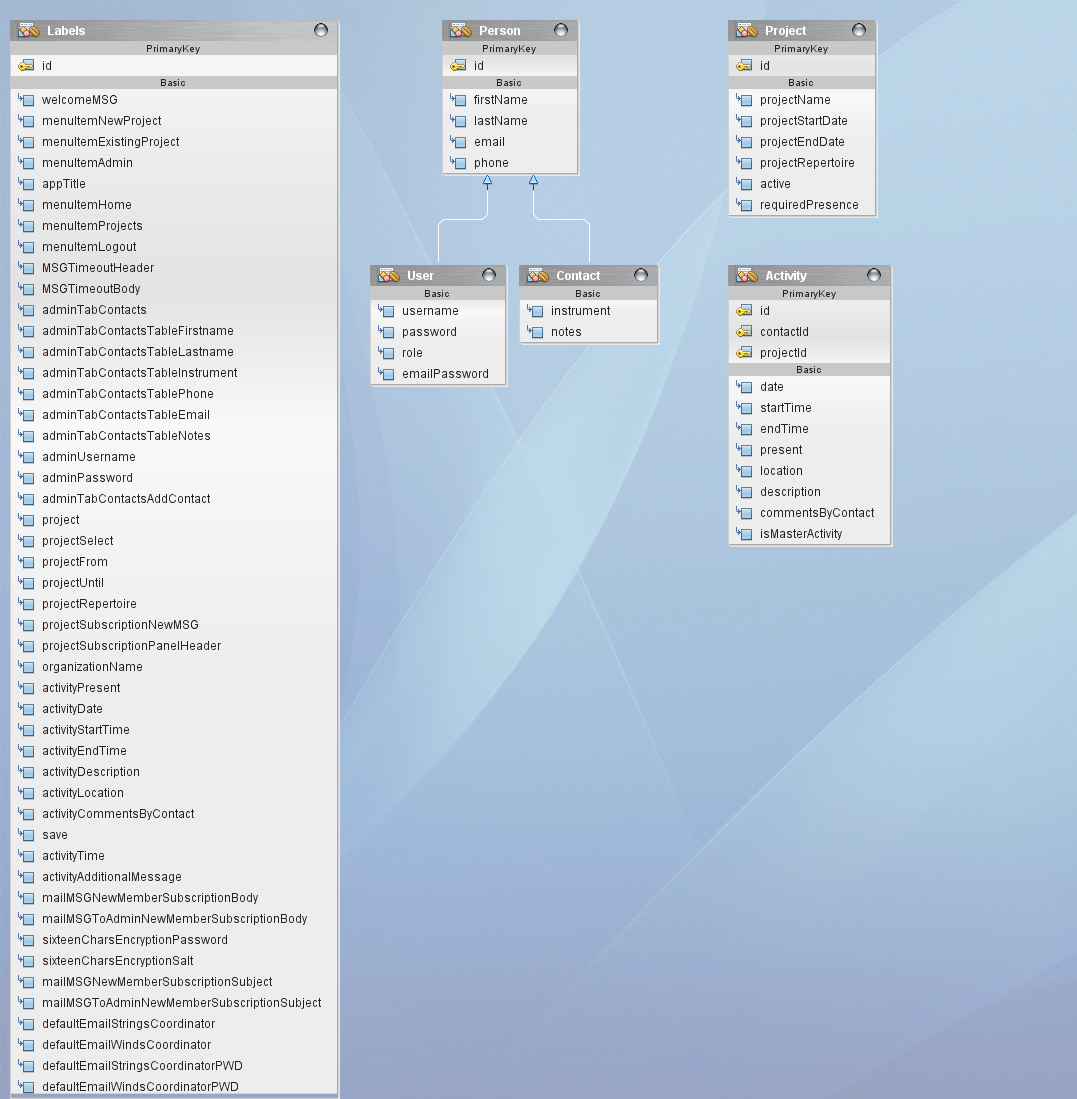 Labels
PrimaryKey
id
Basic
welcomeMSG
menuItemNewProject
menuItemExistingProject
menuItemAdmin
appTitle
menuItemHome
menuItemProjects
menuItemLogout
MSGTimeoutHeader
MSGTimeoutBody
adminTabContacts
adminTabContactsTableFirstname
adminTabContactsTableLastname
adminTabContactsTableInstrument
adminTabContactsTablePhone
adminTabContactsTableEmail
adminTabContactsTableNotes
adminUsername
adminPassword
adminTabContactsAddContact
project
projectSelect
projectFrom
projectUntil
projectRepertoire
projectSubscriptionNewMSG
projectSubscriptionPanelHeader
organizationName
activityPresent
activityDate
activityStartTime
activityEndTime
activityDescription
activityLocation
activityCommentsByContact
save
activityTime
activityAdditionalMessage
mailMSGNewMemberSubscriptionBody
mailMSGToAdminNewMemberSubscriptionBody
sixteenCharsEncryptionPassword
sixteenCharsEncryptionSalt
mailMSGNewMemberSubscriptionSubject
mailMSGToAdminNewMemberSubscriptionSubject
defaultEmailStringsCoordinator
defaultEmailWindsCoordinator
defaultEmailStringsCoordinatorPWD
defaultEmailWindsCoordinatorPWD
Person
PrimaryKey
id
Basic
firstName
lastName
email
phone
User
Basic
username
password
role
emailPassword
Contact
Basic
instrument
notes
Project
PrimaryKey
id
Basic
projectName
projectStartDate
projectEndDate
projectRepertoire
active
requiredPresence
Activity
PrimaryKey
id
contactId
projectId
Basic
date
startTime
endTime
present
location
description
commentsByContact
isMasterActivity